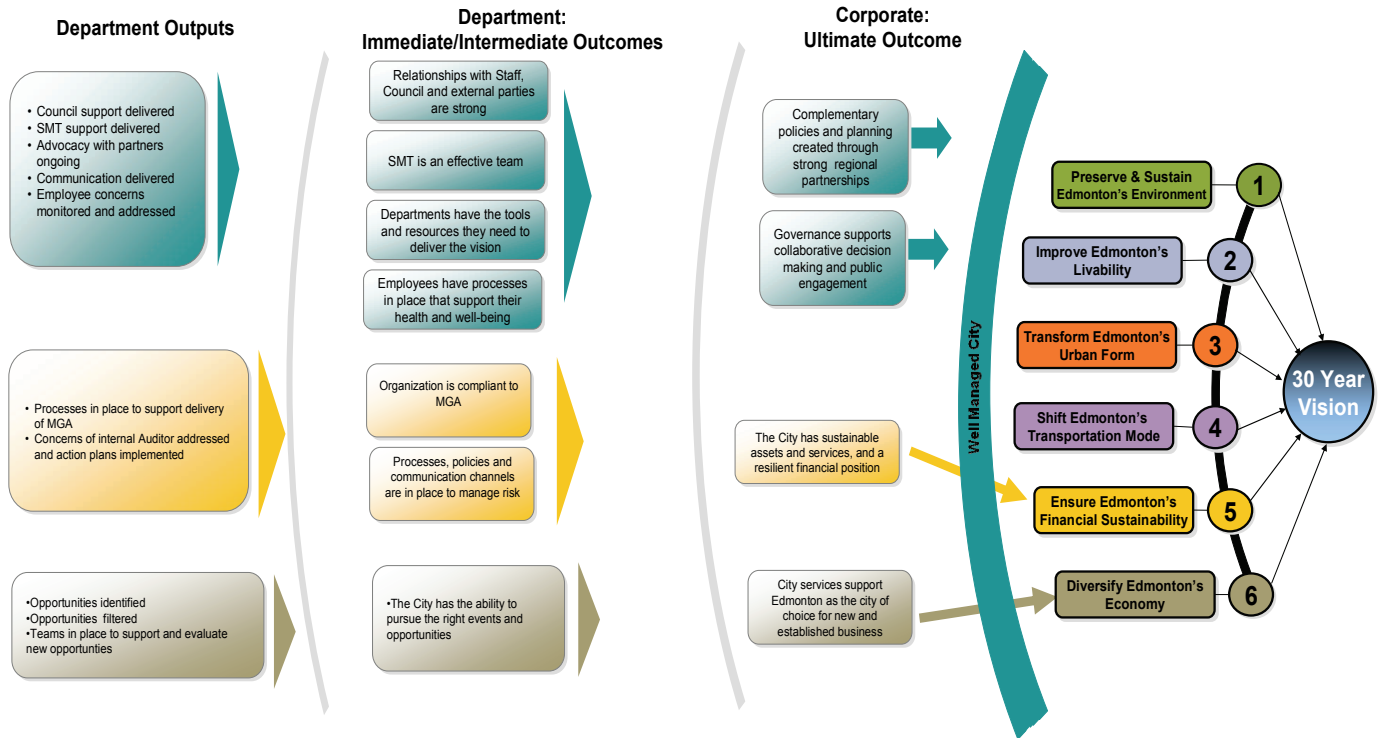 Department Outputs
• Council support delivered
• SMT support delivered
• Advocacy with partners
ongoing
• Communication delivered
• Employee concerns
monitored and addressed
• Processes in place to support delivery
of MGA
• Concerns of internal Auditor addressed
and action plans implemented
•Opportunities identified
•Opportunities filtered
•Teams in place to support and evaluate
new opportunties
Department:
Immediate/Intermediate Outcomes
Relationships with Staff,
Council and external parties
are strong
SMT is an effective team
Departments have the tools
and resources they need to
deliver the vision
Employees have processes
in place that support their
health and well-being
Organization is compliant to
MGA
Processes, policies and
communication channels
are in place to manage risk
•The City has the ability to
pursue the right events and
opportunities
Corporate:
Ultimate Outcome
Complementary
policies and planning
created through
strong regional
partnerships
Governance supports
collaborative decision
making and public
engagement
The City has sustainable
assets and services, and a
resilient financial position
City services support
Edmonton as the city of
choice for new and
established business
Well Managed City
Preserve & Sustain
Edmonton's Environment
1
Improve Edmonton's
Livability
2
Transform Edmonton's
Urban Form
3
Shift Edmonton's
Transportation Mode
4
Ensure Edmonton's
Financial Sustainability
5
Diversify Edmonton's
Economy
6
30 Year
Vision